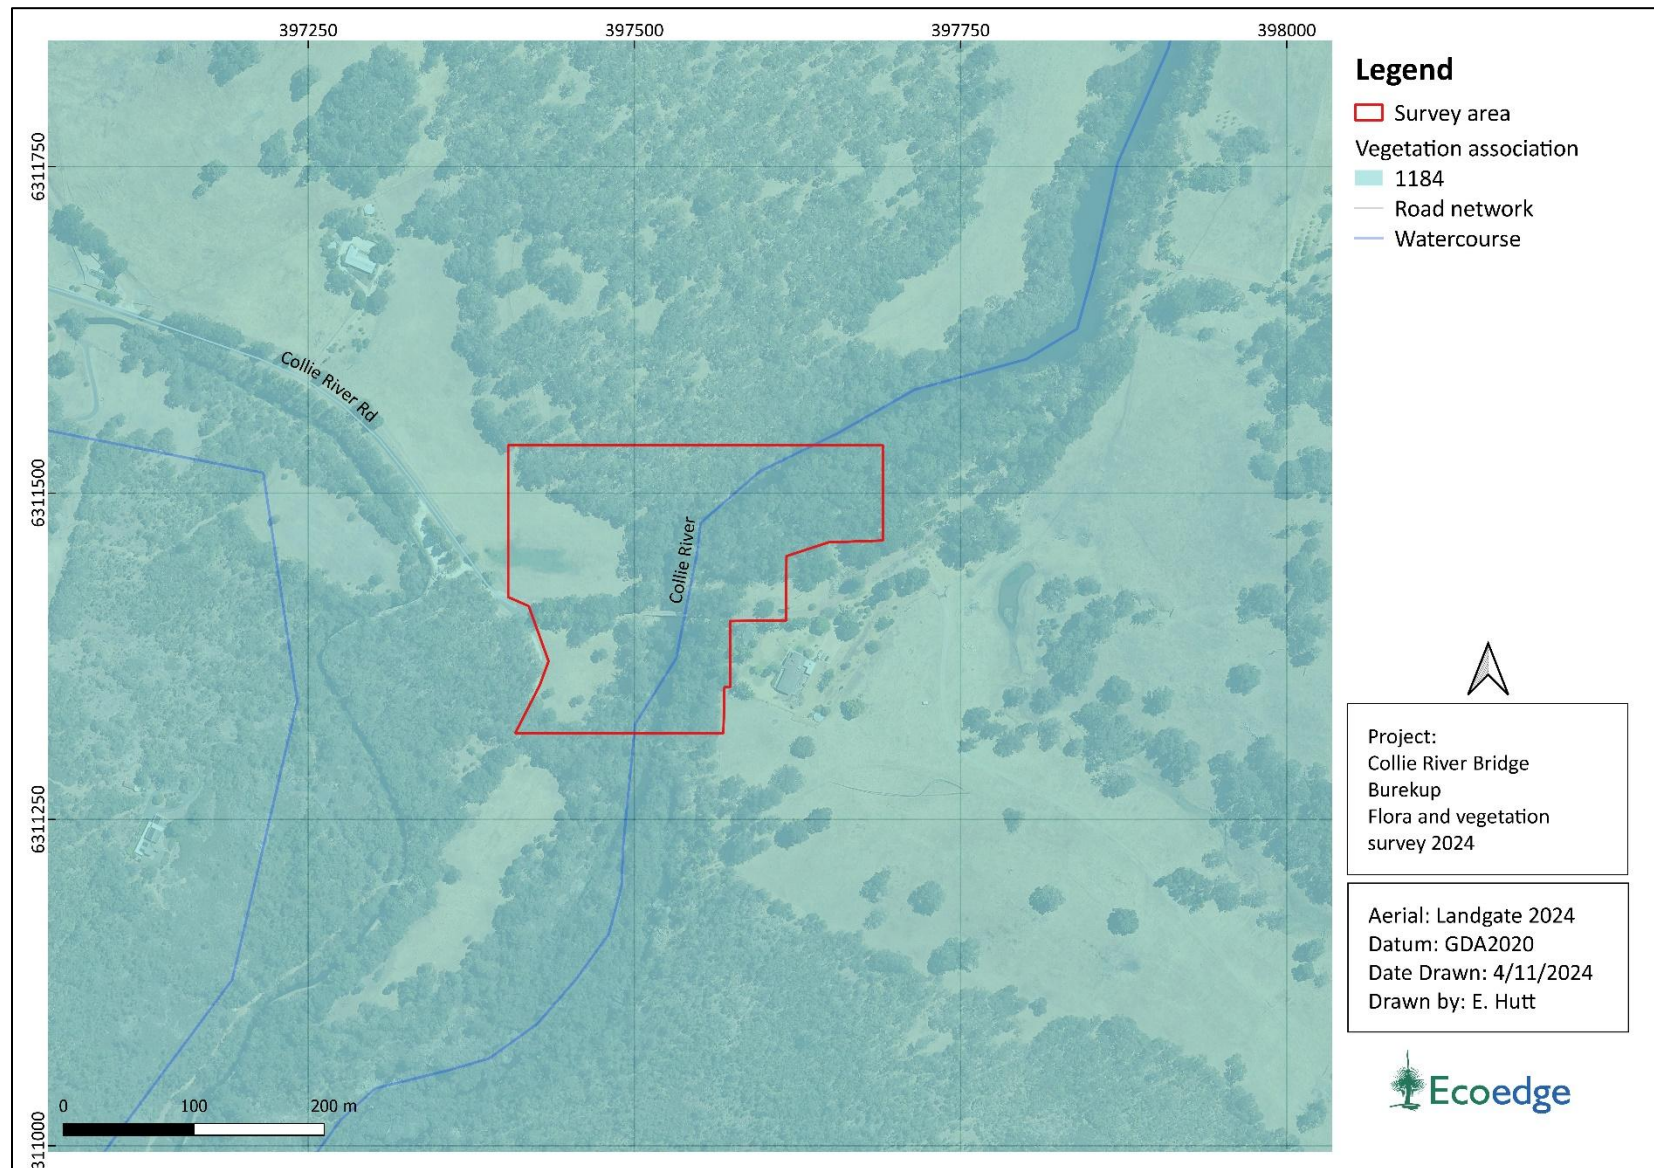 397250
397500
397750
398000
6311750
6311500
6311250
311000
Collie River Rd
Collie River
0
100
200 m
Legend
Survey area
Vegetation association
1184
Road network
Watercourse
Project:
Collie River Bridge
Burekup
Flora and vegetation
survey 2024
Aerial: Landgate 2024
Datum: GDA2020
Date Drawn: 4/11/2024
Drawn by: E. Hutt
Ecoedge